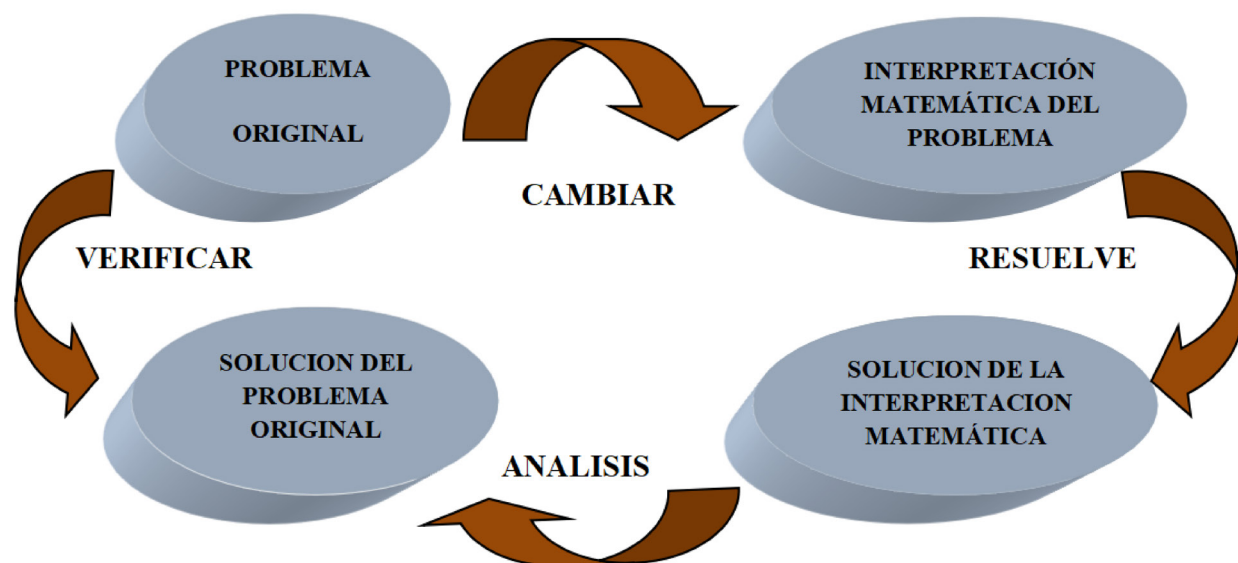 PROBLEMA
ORIGINAL
CAMBIAR
INTERPRETACIÓN
MATEMÁTICA DEL
PROBLEMA
VERIFICAR
RESUELVE
SOLUCION DEL
PROBLEMA
ORIGINAL
ANALISIS
SOLUCION DE LA
INTERPRETACION
MATEMÁTICA